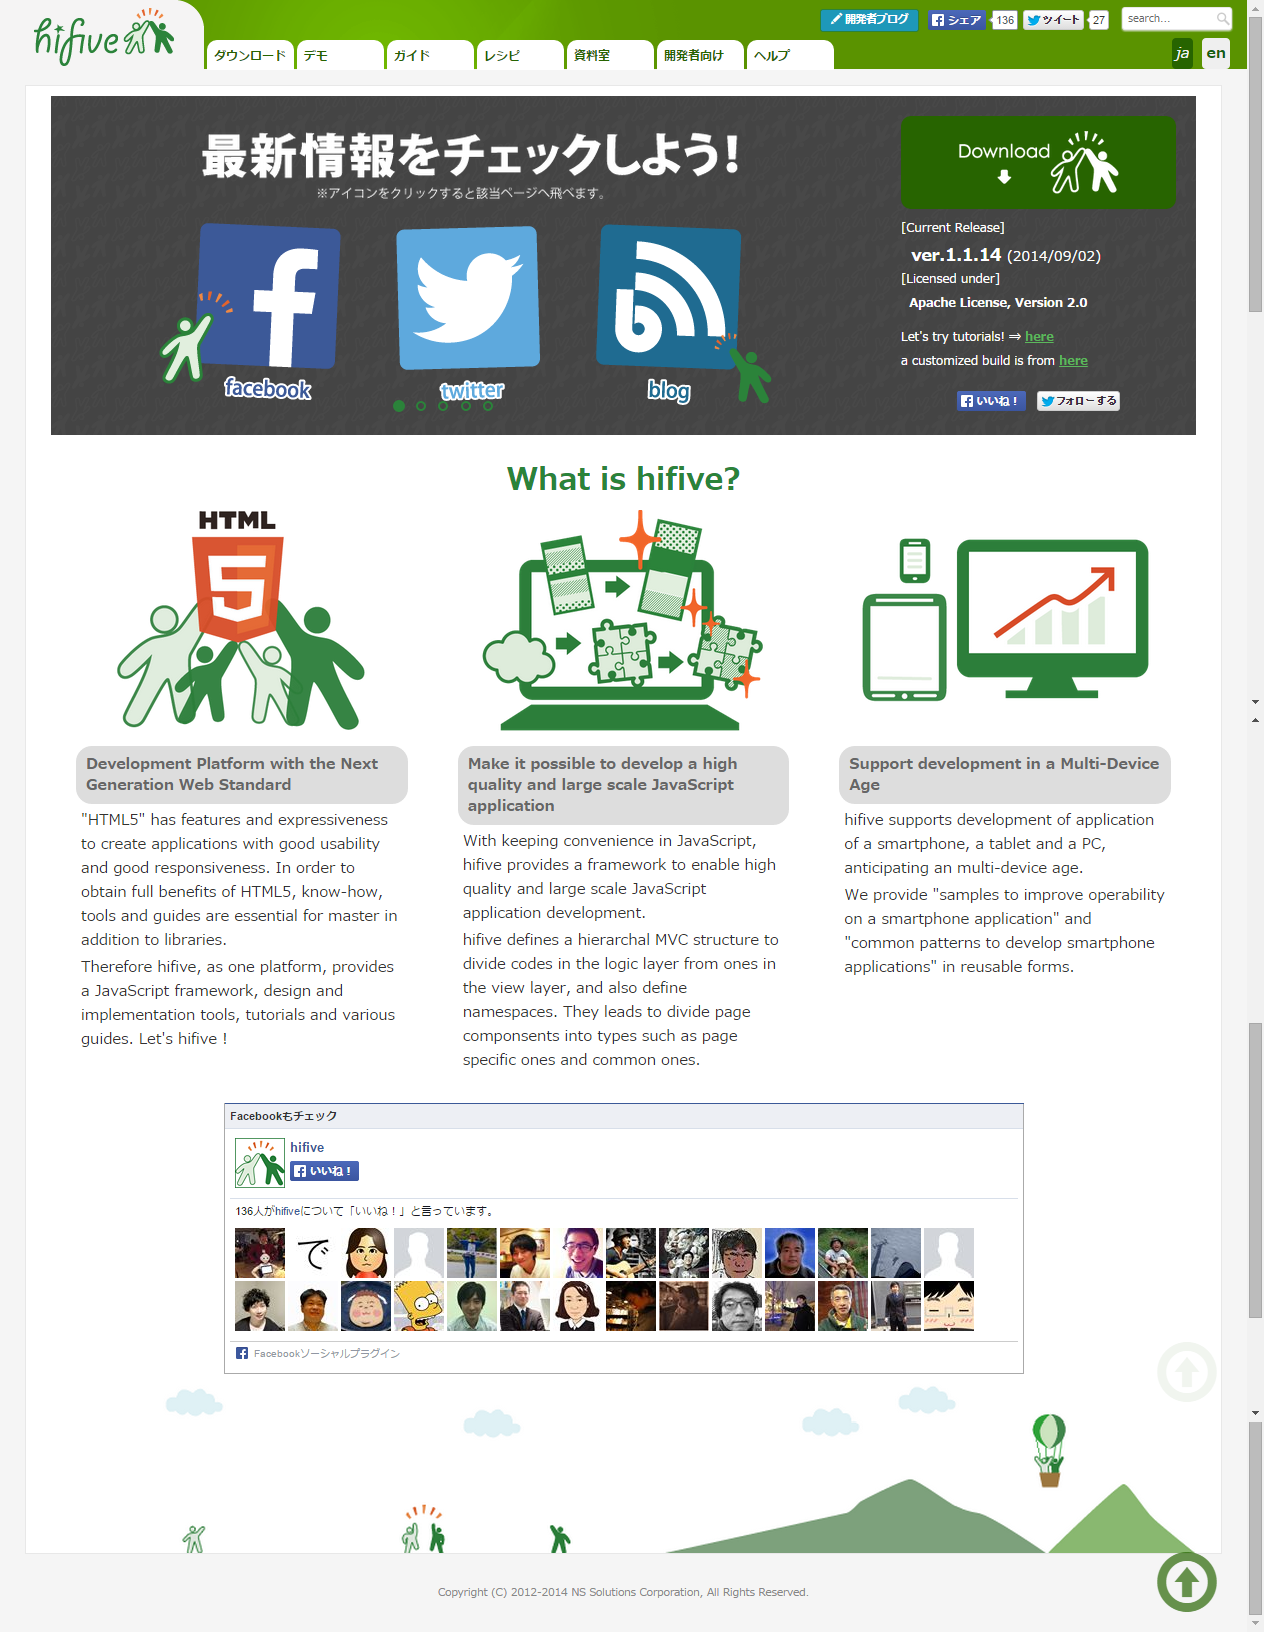 hifive
開発者ブログ
シェア
136
ツイート
27
search...
ダウンロード
デモ
ガイド
レシピ
資料室
開発者向け
ヘルプ
ja
en
最新情報をチェックしよう!
※アイコンをクリックすると該当ページへ飛べます。
facebook
twitter
blog
Download
[Current Release]
ver.1.1.14 (2014/09/02)
[Licensed under]
Apache License, Version 2.0
Let's try tutorials! ⇒ here
a customized build is from here
いいね！
フォローする
What is hifive?
HTML
5
Development Platform with the Next
Generation Web Standard
"HTML5" has features and expressiveness
to create applications with good usability
and good responsiveness. In order to
obtain full benefits of HTML5, know-how,
tools and guides are essential for master in
addition to libraries.
Therefore hifive, as one platform, provides
a JavaScript framework, design and
implementation tools, tutorials and various
guides. Let's hifive !
Make it possible to develop a high
quality and large scale JavaScript
application
With keeping convenience in JavaScript,
hifive provides a framework to enable high
quality and large scale JavaScript
application development.
hifive defines a hierarchal MVC structure to
divide codes in the logic layer from ones in
the view layer, and also define
namespaces. They leads to divide page
componsents into types such as page
specific ones and common ones.
Support development in a Multi-Device
Age
hifive supports development of application
of a smartphone, a tablet and a PC,
anticipating an multi-device age.
We provide "samples to improve operability
on a smartphone application" and
"common patterns to develop smartphone
applications" in reusable forms.
Facebookもチェック
hifive
いいね！
136人がhifiveについて「いいね！」と言っています。
で
Facebookソーシャルプラグイン
Copyright (C) 2012-2014 NS Solutions Corporation, All Rights Reserved.